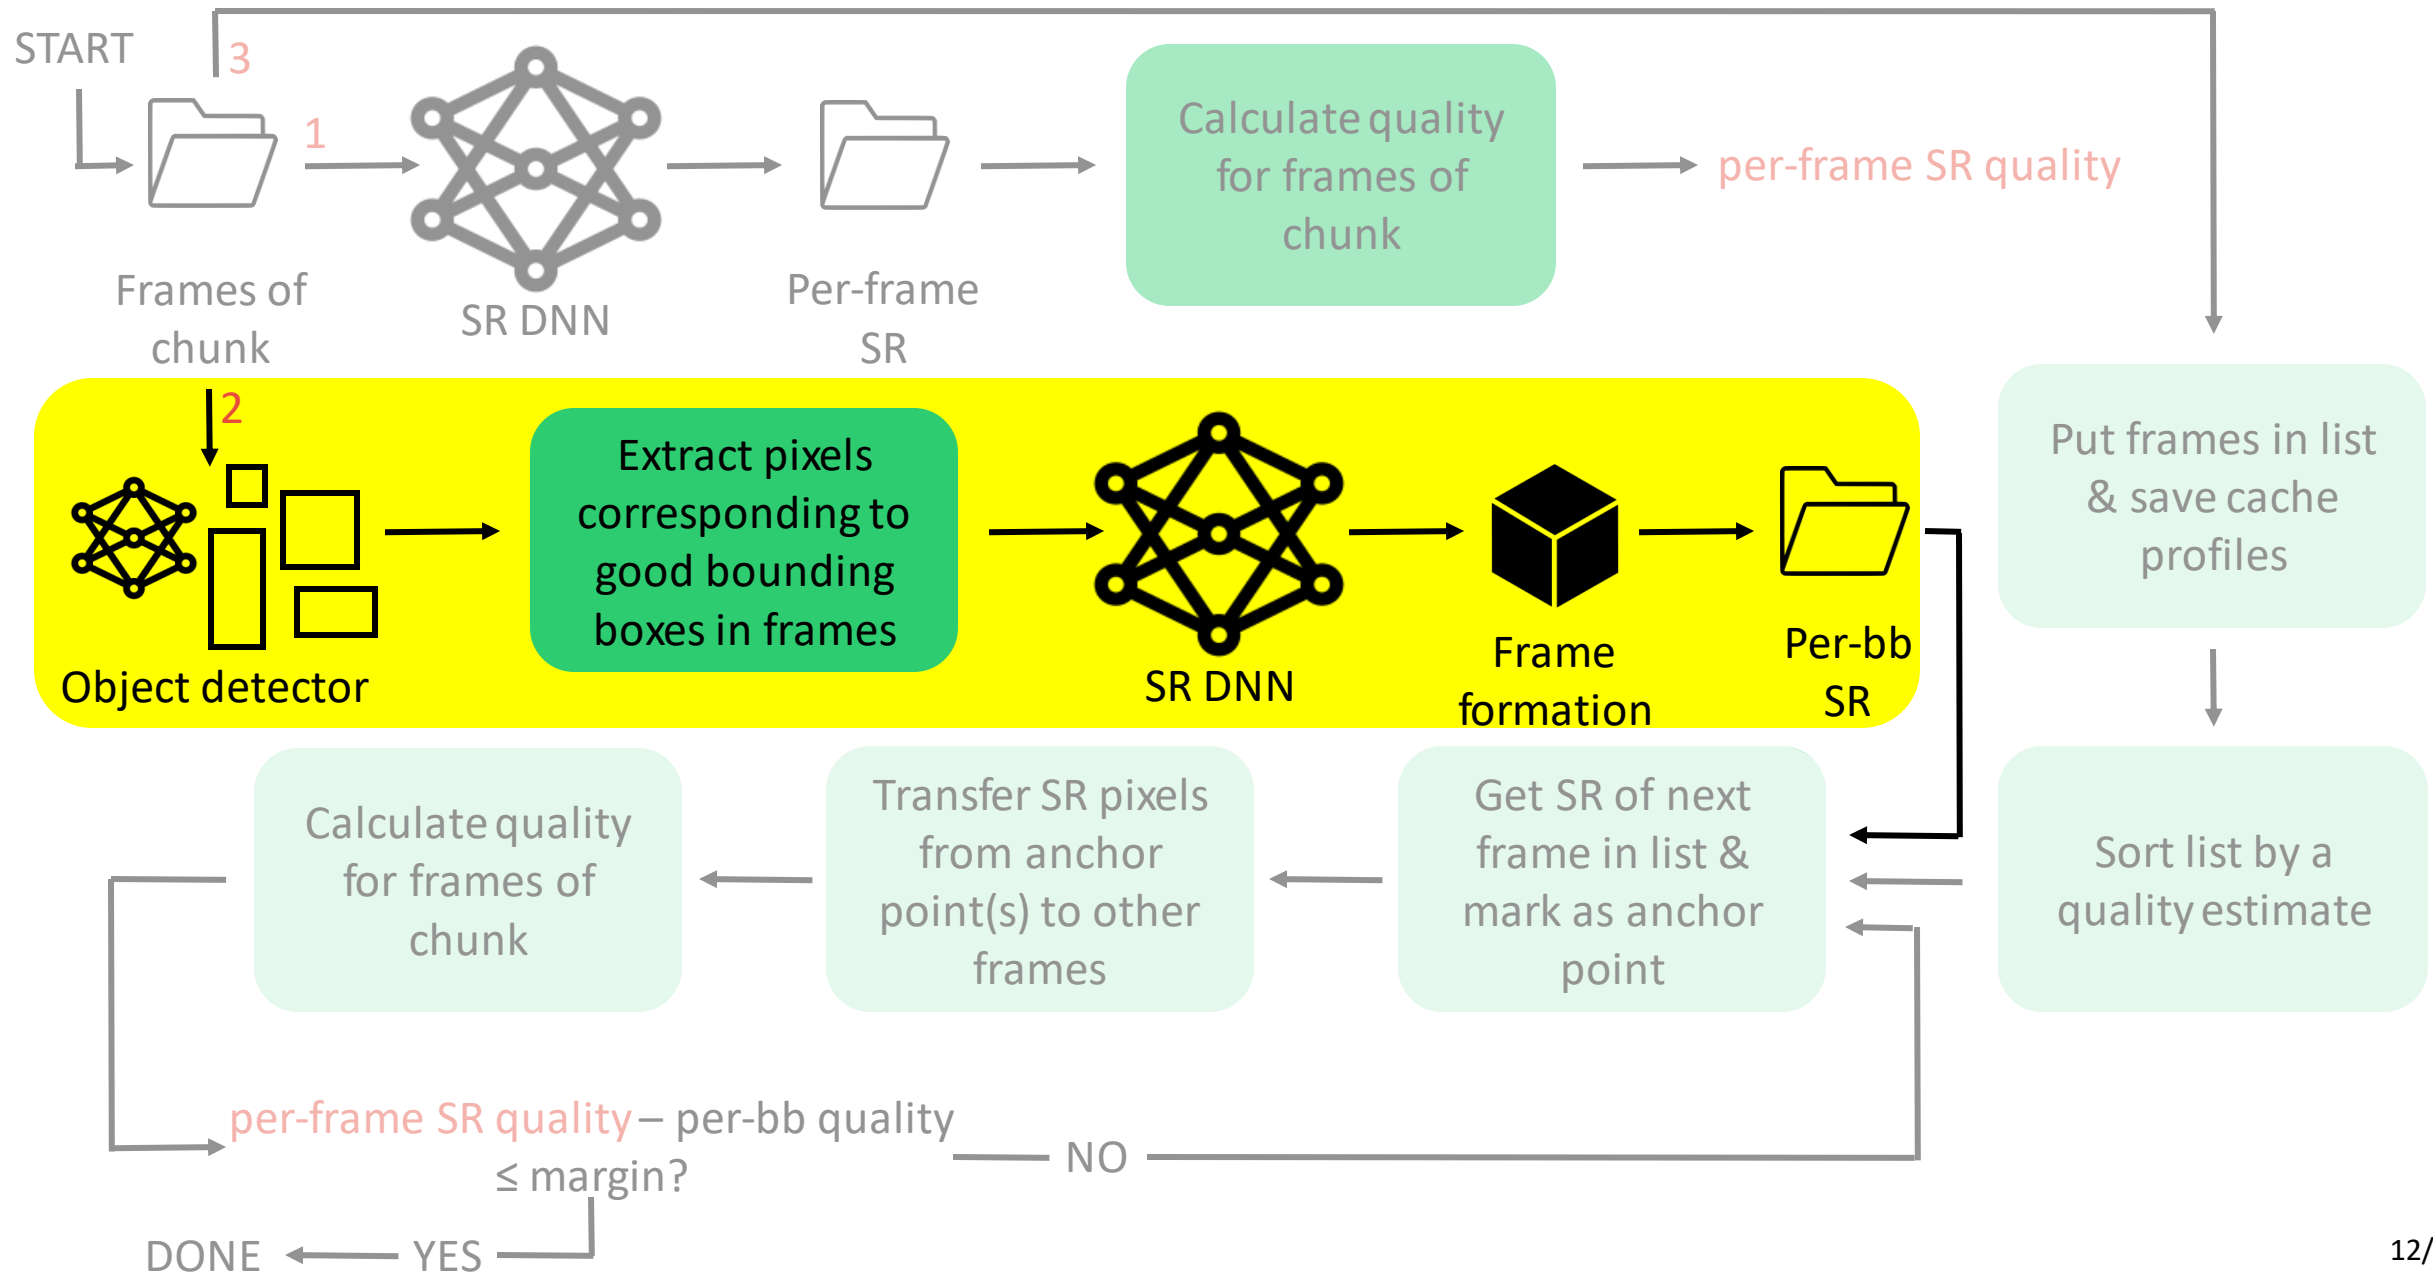 START
3
1
Frames of
chunk
SR DNN
Per-frame
SR
Calculate quality
for frames of
chunk
per-frame SR quality
2
Object detector
Extract pixels
corresponding to
good bounding
boxes in frames
SR DNN
Frame
formation
Per-bb
SR
Put frames in list
& save cache
profiles
Sort list by a
quality estimate
Get SR of next
frame in list &
mark as anchor
point
Transfer SR pixels
from anchor
point(s) to other
frames
Calculate quality
for frames of
chunk
per-frame SR quality – per-bb quality
≤ margin?
NO
YES
DONE
12/